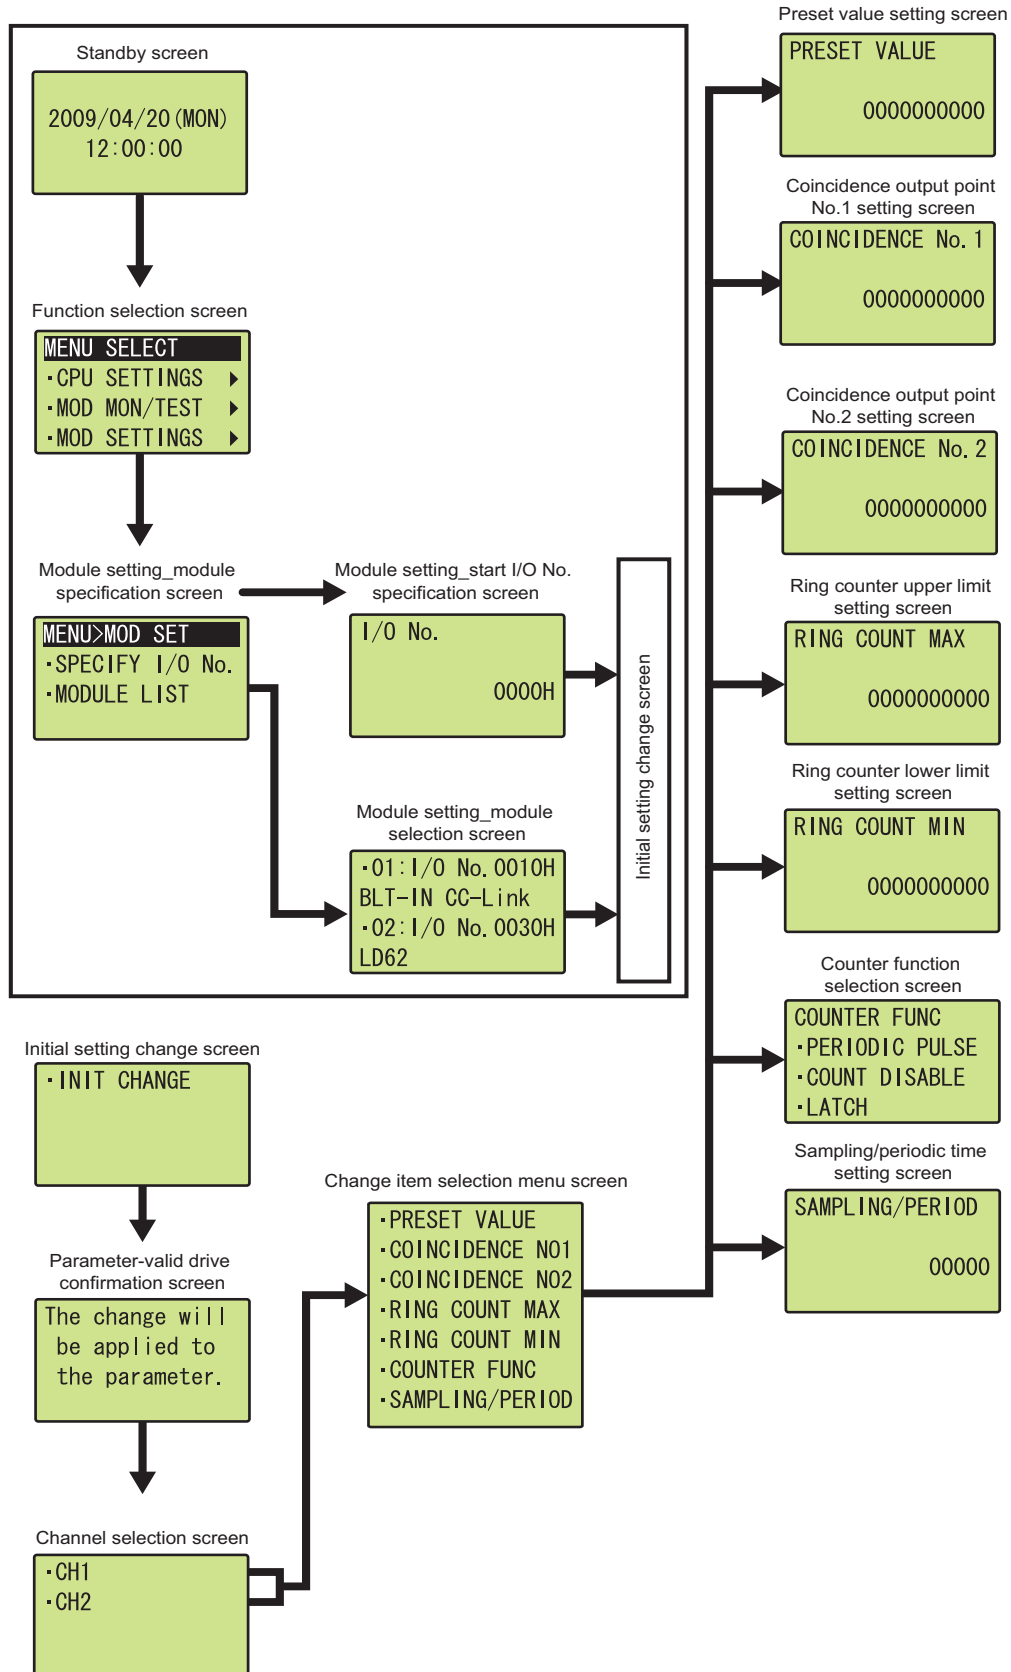 Standby screen
2009/04/20(MON)
12:00:00
Function selection screen
MENU SELECT
・CPU SETTINGS ▶
・MOD MON/TEST ▶
・MOD SETTINGS ▶
Module setting_module
specification screen
MENU>MOD SET
・SPECIFY I/O No.
・MODULE LIST
Module setting_start I/O No.
specification screen
I/O No.
0000H
Module setting_module
selection screen
・01:I/O No.0010H
BLT-IN CC-Link
・02:I/O No.0030H
LD62
Initial setting change screen
Initial setting change screen
・INIT CHANGE
Parameter-valid drive
confirmation screen
The change will
be applied to
the parameter.
Channel selection screen
・CH1
・CH2
Change item selection menu screen
・PRESET VALUE
・COINCIDENCE NO1
・COINCIDENCE NO2
・RING COUNT MAX
・RING COUNT MIN
・COUNTER FUNC
・SAMPLING/PERIOD
Preset value setting screen
PRESET VALUE
0000000000
Coincidence output point
No.1 setting screen
COINCIDENCE No.1
0000000000
Coincidence output point
No.2 setting screen
COINCIDENCE No.2
0000000000
Ring counter upper limit
setting screen
RING COUNT MAX
0000000000
Ring counter lower limit
setting screen
RING COUNT MIN
0000000000
Counter function
selection screen
COUNTER FUNC
・PERIODIC PULSE
・COUNT DISABLE
・LATCH
Sampling/periodic time
setting screen
SAMPLING/PERIOD
00000